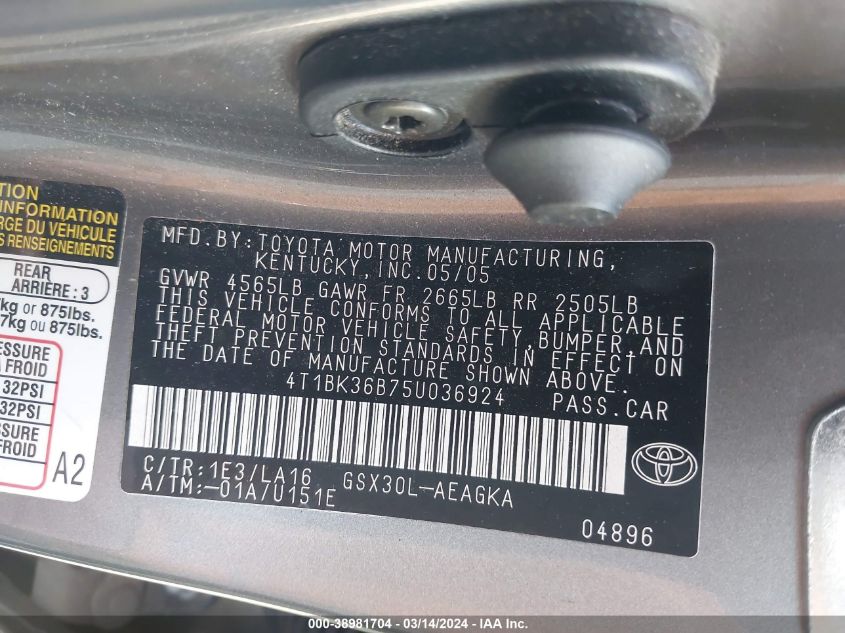 TION
INFORMATION
RGE DU VEHICULE
S RENSEIGNEMENTS
REAR
ARRIÈRE : 3
kg or 875lbs.
7kg ou 875lbs.
ESSURE
A FROID
32PSI
32PSI
ESSURE
FROID
A2
MFD.BY:TOYOTA MOTOR MANUFACTURING,
KENTUCKY, INC.05/05
GVWR 4565LB GAWR FR 2665LB RR 2505LB
THIS VEHICLE CONFORMS TO ALL APPLICABLE
FEDERAL MOTOR VEHICLE SAFETY,BUMPER,AND
THEFT PREVENTION STANDARDS IN EFFECT ON
THE DATE OF MANUFACTURE SHOWN ABOVE.
4T1BK36B75U036924 PASS.CAR
C/TR:1E3/LA16 GSX30L-AEAGKA
A/TM:-01A/U151E
TOYOTA
04896
000-38981704 - 03/14/2024 - IAA Inc.